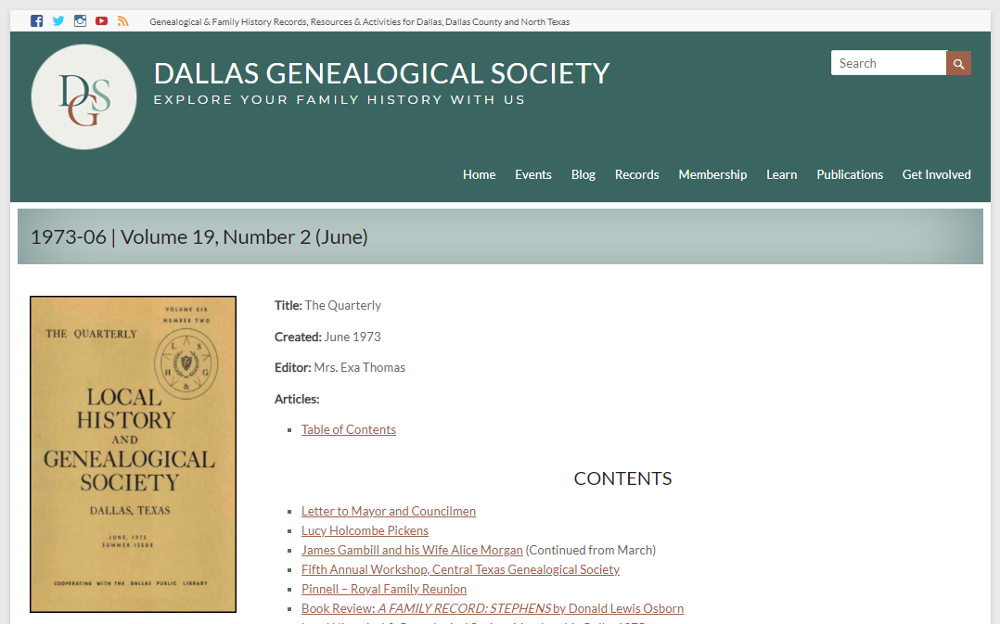 Genealogical & Family History Records, Resources & Activities for Dallas, Dallas County and North Texas
DGS
DALLAS GENEALOGICAL SOCIETY
EXPLORE YOUR FAMILY HISTORY WITH US
Search
Home Events Blog Records Membership Learn Publications Get Involved
1973-06 | Volume 19, Number 2 (June)
VOLUME SIX
NUMBER TWO
THE QUARTERLY
L S
H G
&
LOCAL
HISTORY
AND
GENEALOGICAL
SOCIETY
DALLAS, TEXAS
JUNE, 1973
SUMMER ISSUE
COOPERATING WITH THE DALLAS PUBLIC LIBRARY
Title: The Quarterly
Created: June 1973
Editor: Mrs. Exa Thomas
Articles:
Table of Contents
CONTENTS
Letter to Mayor and Councilmen
Lucy Holcombe Pickens
James Gambill and his Wife Alice Morgan (Continued from March)
Fifth Annual Workshop, Central Texas Genealogical Society
Pinnell – Royal Family Reunion
Book Review: A FAMILY RECORD: STEPHENS by Donald Lewis Osborn